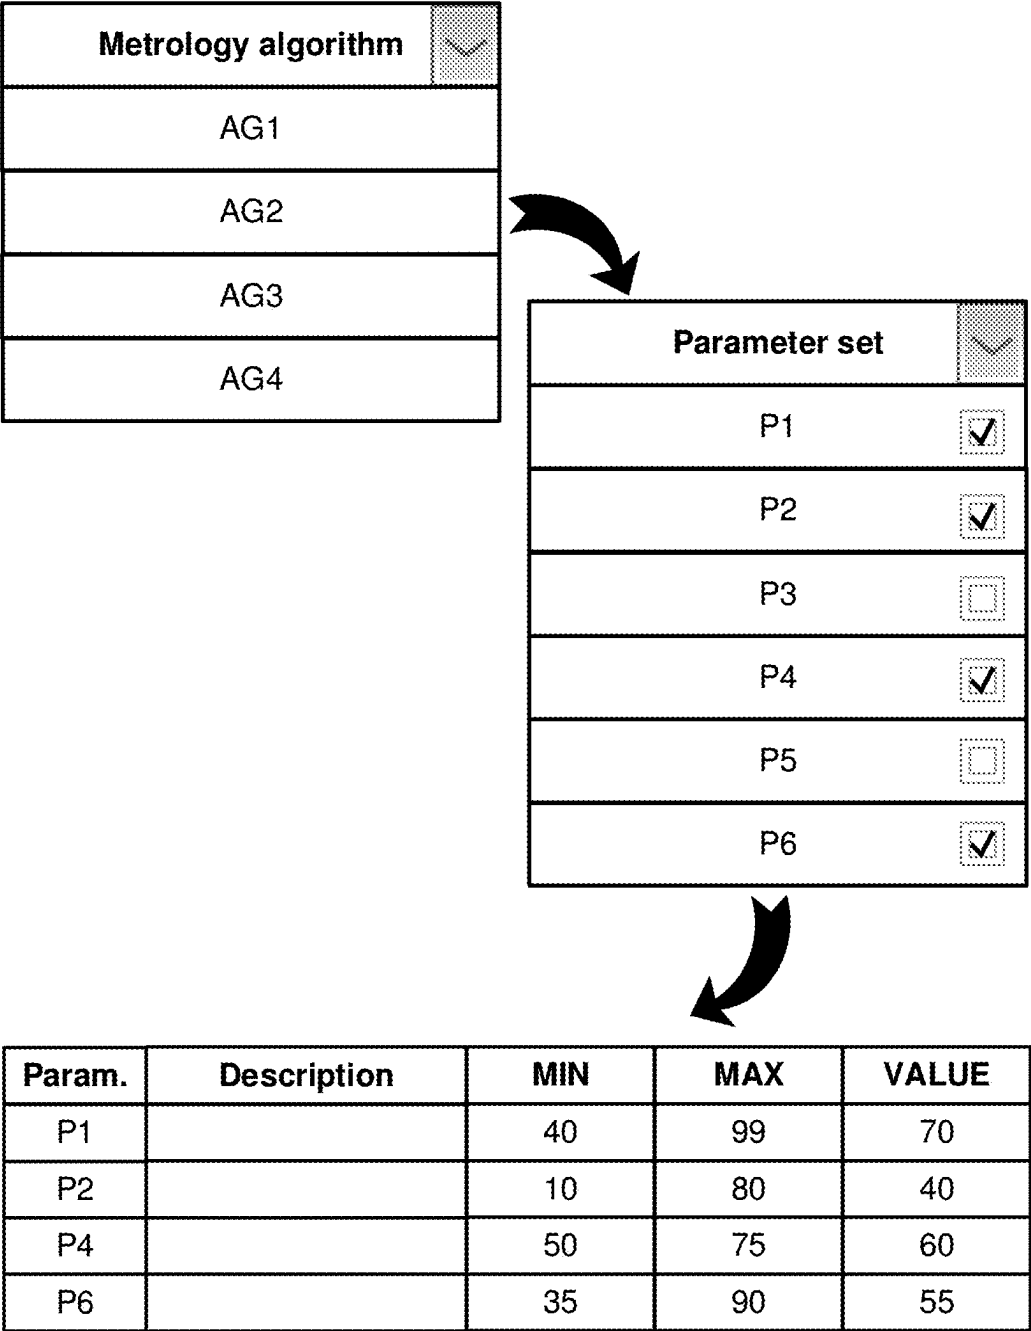 Metrology algorithm
AG1
AG2
AG3
AG4
Parameter set
P1
P2
P3
P4
P5
P6
Param. Description MIN MAX VALUE
P1 40 99 70
P2 10 80 40
P4 50 75 60
P6 35 90 55